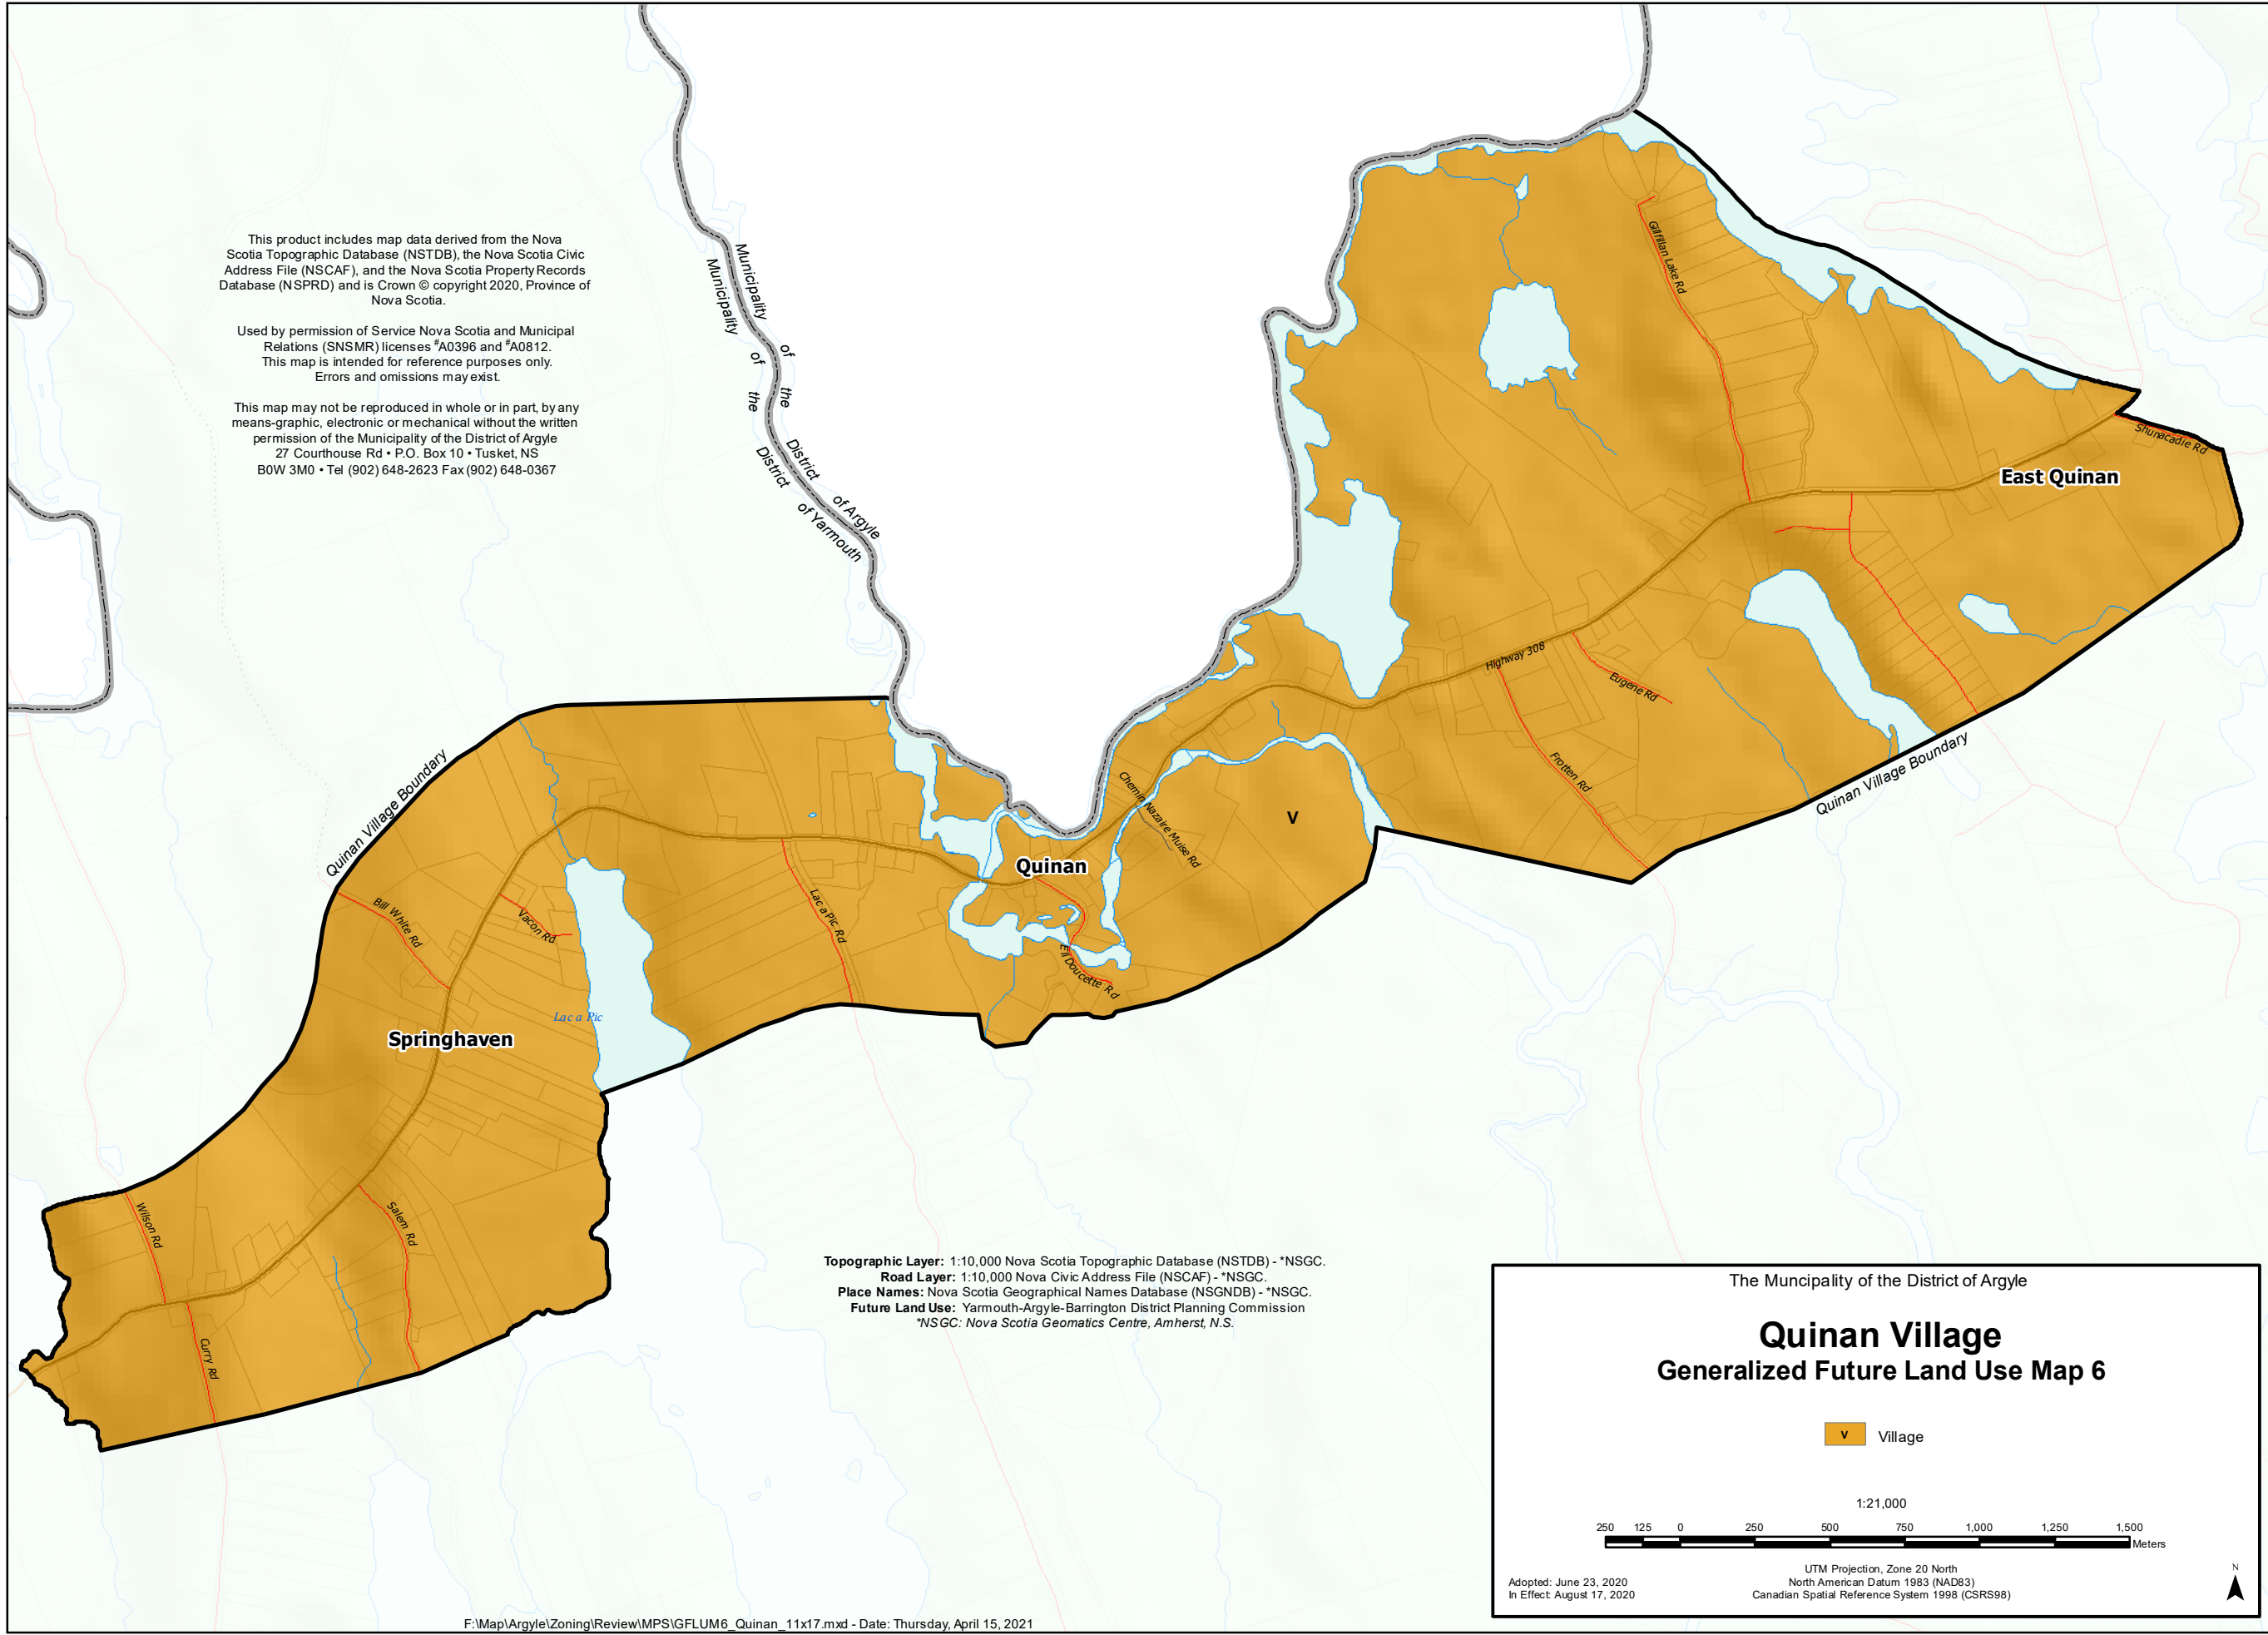 This product includes map data derived from the Nova
Scotia Topographic Database (NSTDB), the Nova Scotia Civic
Address File (NSCAF), and the Nova Scotia Property Records
Database (NSPRD) and is Crown © copyright 2020, Province of
Nova Scotia.
Used by permission of Service Nova Scotia and Municipal
Relations (SNSMR) licenses #A0396 and #A0812.
This map is intended for reference purposes only.
Errors and omissions may exist.
This map may not be reproduced in whole or in part, by any
means-graphic, electronic or mechanical without the written
permission of the Municipality of the District of Argyle
27 Courthouse Rd • P.O. Box 10 • Tusket, NS
B0W 3M0 • Tel (902) 648-2623 Fax (902) 648-0367
Municipality of the District of Argyle
Municipality of the District of Yarmouth
Gilfillan Lake Rd
Shunacadie Rd
East Quinan
Highway 308
Eugene Rd
Frotten Rd
Quinan Village Boundary
Quinan Village Boundary
Chemin Nazaire Muise Rd
V
Quinan
Lac a Pic Rd
Eli Doucette Rd
Bill White Rd
Vacon Rd
Lac a Pic
Springhaven
Wilson Rd
Salem Rd
Curry Rd
Topographic Layer: 1:10,000 Nova Scotia Topographic Database (NSTDB) - *NSGC.
Road Layer: 1:10,000 Nova Civic Address File (NSCAF) - *NSGC.
Place Names: Nova Scotia Geographical Names Database (NSGNDB) - *NSGC.
Future Land Use: Yarmouth-Argyle-Barrington District Planning Commission
*NSGC: Nova Scotia Geomatics Centre, Amherst, N.S.
The Muncipality of the District of Argyle
Quinan Village
Generalized Future Land Use Map 6
V Village
1:21,000
250 125 0 250 500 750 1,000 1,250 1,500
Meters
UTM Projection, Zone 20 North
North American Datum 1983 (NAD83)
Canadian Spatial Reference System 1998 (CSRS98)
Adopted: June 23, 2020
In Effect: August 17, 2020
N
F:\Map\Argyle\Zoning\Review\MPS\GFLUM6_Quinan_11x17.mxd - Date: Thursday, April 15, 2021